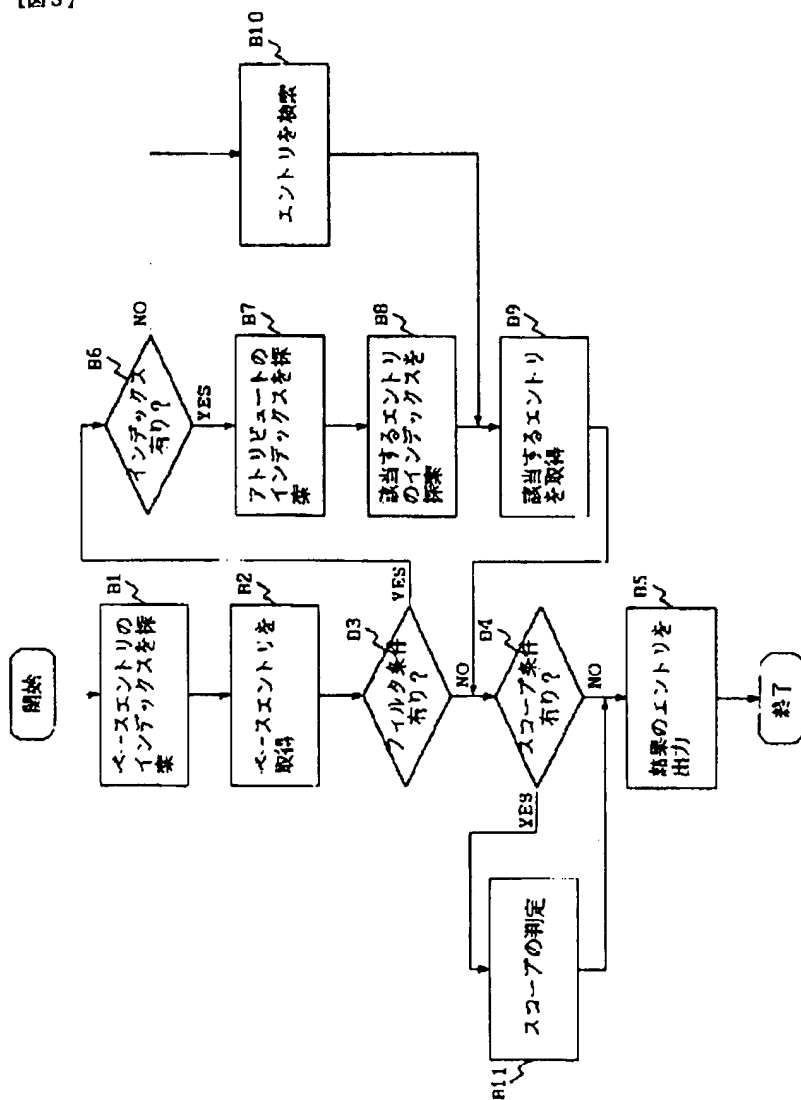 【図3】
開始
B1
ベースエントリの
インデックスを探
索
B2
ベースエントリを
取得
B3
フィルタ条件
有り?
YES
NO
B4
スコープ条件
有り?
YES
NO
B5
結果のエントリを
出力
終了
B6
インデックス
有り?
NO
YES
B7
アトリビュートの
インデックスを探
索
B8
該当するエントリ
のインデックスを
探索
B9
該当するエントリ
を取得
B10
エントリを検索
B11
スコープの判定